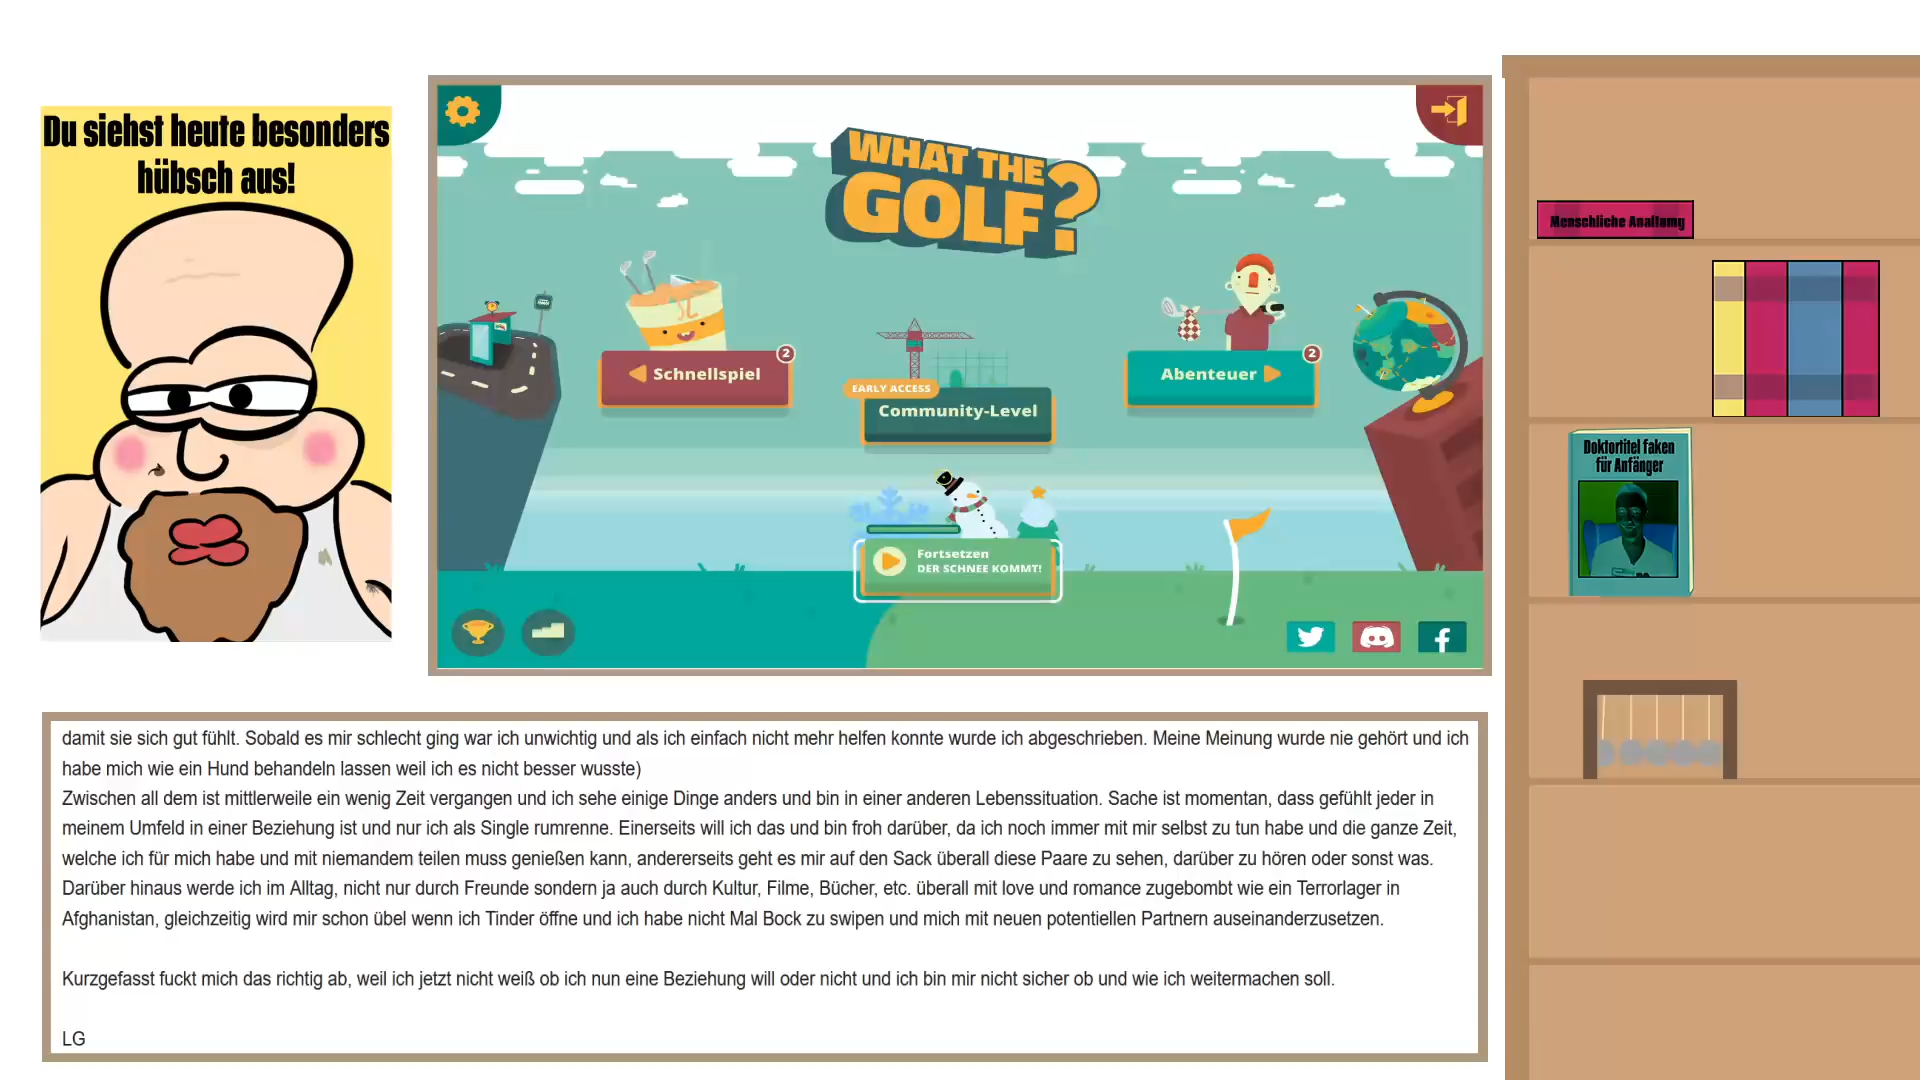 Du siehst heute besonders
hübsch aus!
WHAT THE
GOLF?
Schnellspiel
2
EARLY ACCESS
Community-Level
Abenteuer
2
Fortsetzen
DER SCHNEE KOMMT!
Menschliche Anaftomy
Doktortitel faken
für Anfänger
damit sie sich gut fühlt. Sobald es mir schlecht ging war ich unwichtig und als ich einfach nicht mehr helfen konnte wurde ich abgeschrieben. Meine Meinung wurde nie gehört und ich
habe mich wie ein Hund behandeln lassen weil ich es nicht besser wusste)
Zwischen all dem ist mittlerweile ein wenig Zeit vergangen und ich sehe einige Dinge anders und bin in einer anderen Lebenssituation. Sache ist momentan, dass gefühlt jeder in
meinem Umfeld in einer Beziehung ist und nur ich als Single rumrenne. Einerseits will ich das und bin froh darüber, da ich noch immer mit mir selbst zu tun habe und die ganze Zeit,
welche ich für mich habe und mit niemandem teilen muss genießen kann, andererseits geht es mir auf den Sack überall diese Paare zu sehen, darüber zu hören oder sonst was.
Darüber hinaus werde ich im Alltag, nicht nur durch Freunde sondern ja auch durch Kultur, Filme, Bücher, etc. überall mit love und romance zugebombt wie ein Terrorlager in
Afghanistan, gleichzeitig wird mir schon übel wenn ich Tinder öffne und ich habe nicht Mal Bock zu swipen und mich mit neuen potentiellen Partnern auseinanderzusetzen.
Kurzgefasst fuckt mich das richtig ab, weil ich jetzt nicht weiß ob ich nun eine Beziehung will oder nicht und ich bin mir nicht sicher ob und wie ich weitermachen soll.
LG